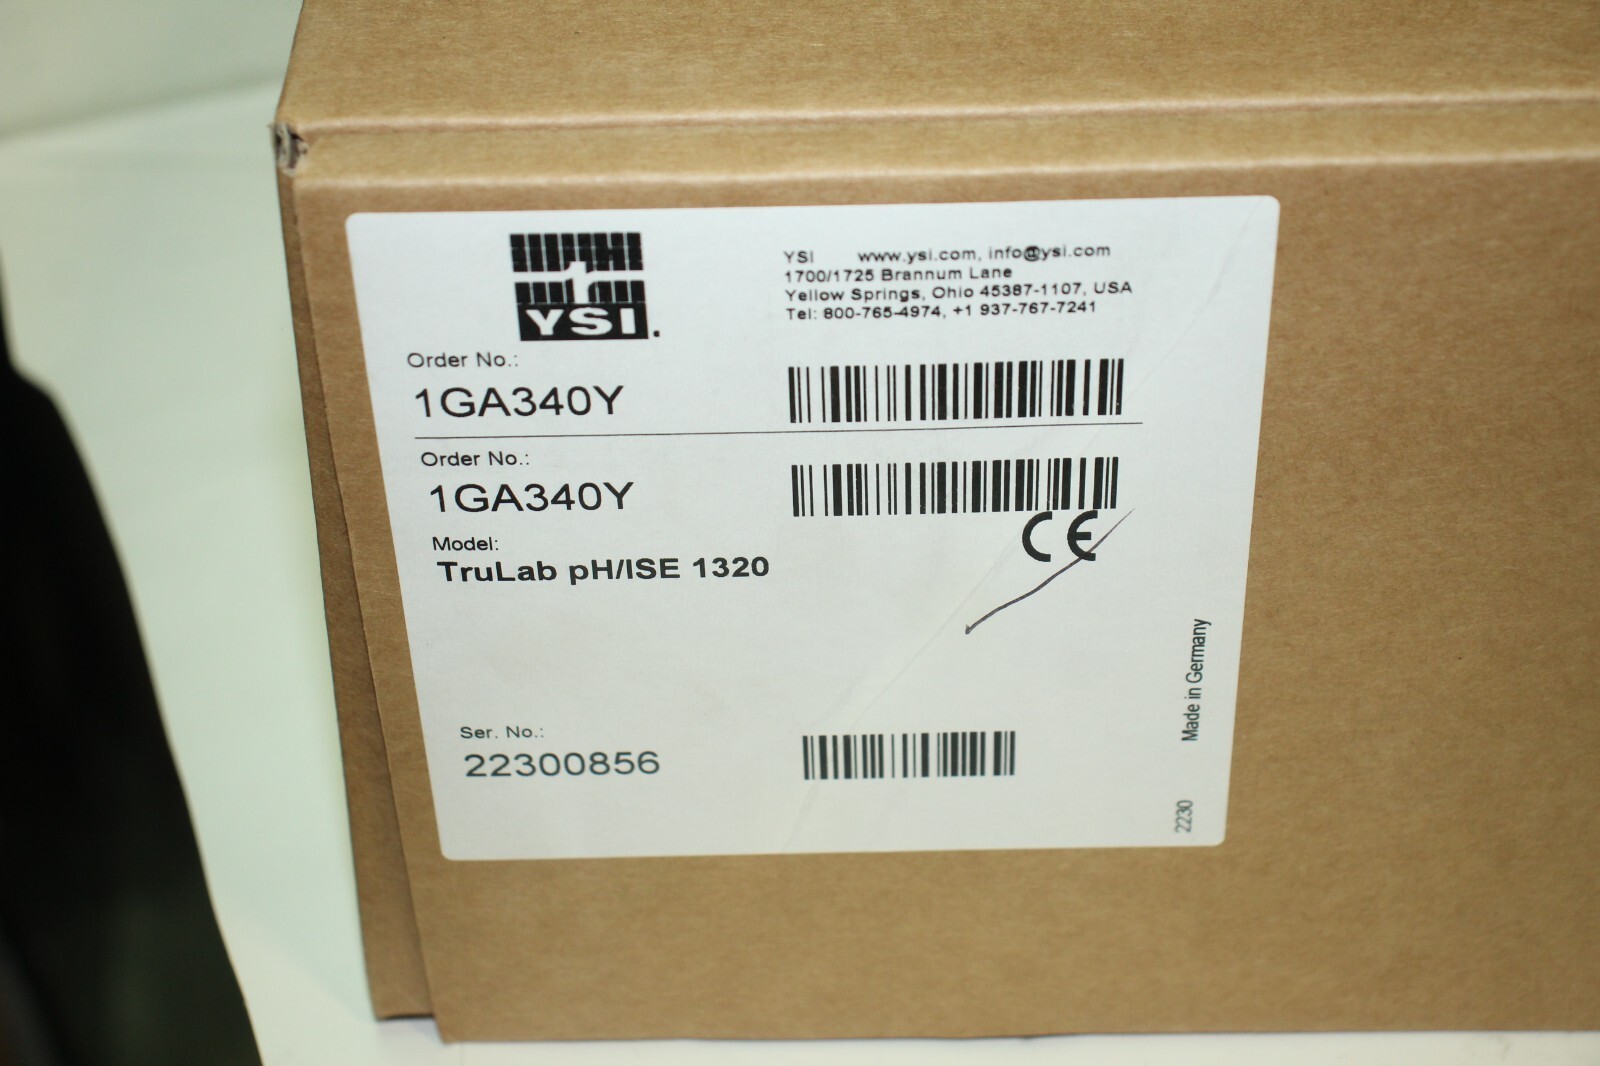 YSI.
YSI www.ysi.com, info@ysi.com
1700/1725 Brannum Lane
Yellow Springs, Ohio 45387-1107, USA
Tel: 800-765-4974, +1 937-767-7241
Order No.:
1GA340Y
Order No.:
1GA340Y
CE
Model:
TruLab pH/ISE 1320
Ser. No.:
22300856
Made in Germany
2230